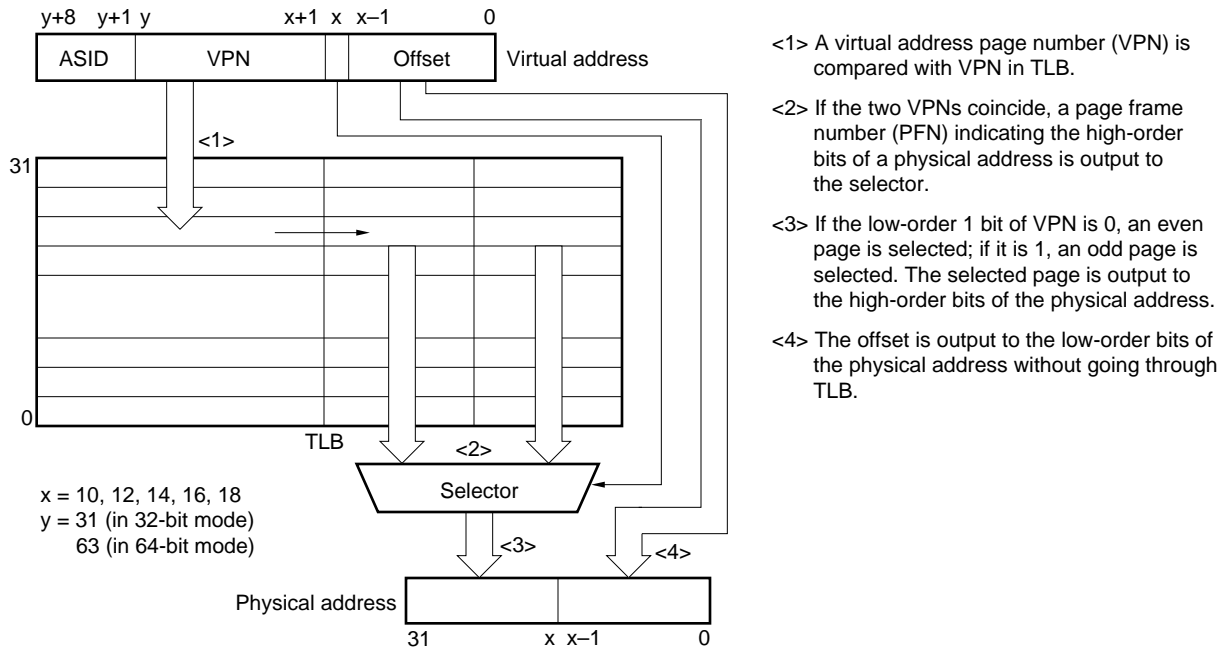 y+8 y+1 y x+1 x x–1 0
ASID VPN Offset Virtual address
<1>
31
0
TLB
<2>
Selector
x = 10, 12, 14, 16, 18
y = 31 (in 32-bit mode)
63 (in 64-bit mode)
<3> <4>
Physical address
31 x x–1 0
<1> A virtual address page number (VPN) is
compared with VPN in TLB.
<2> If the two VPNs coincide, a page frame
number (PFN) indicating the high-order
bits of a physical address is output to
the selector.
<3> If the low-order 1 bit of VPN is 0, an even
page is selected; if it is 1, an odd page is
selected. The selected page is output to
the high-order bits of the physical address.
<4> The offset is output to the low-order bits of
the physical address without going through
TLB.